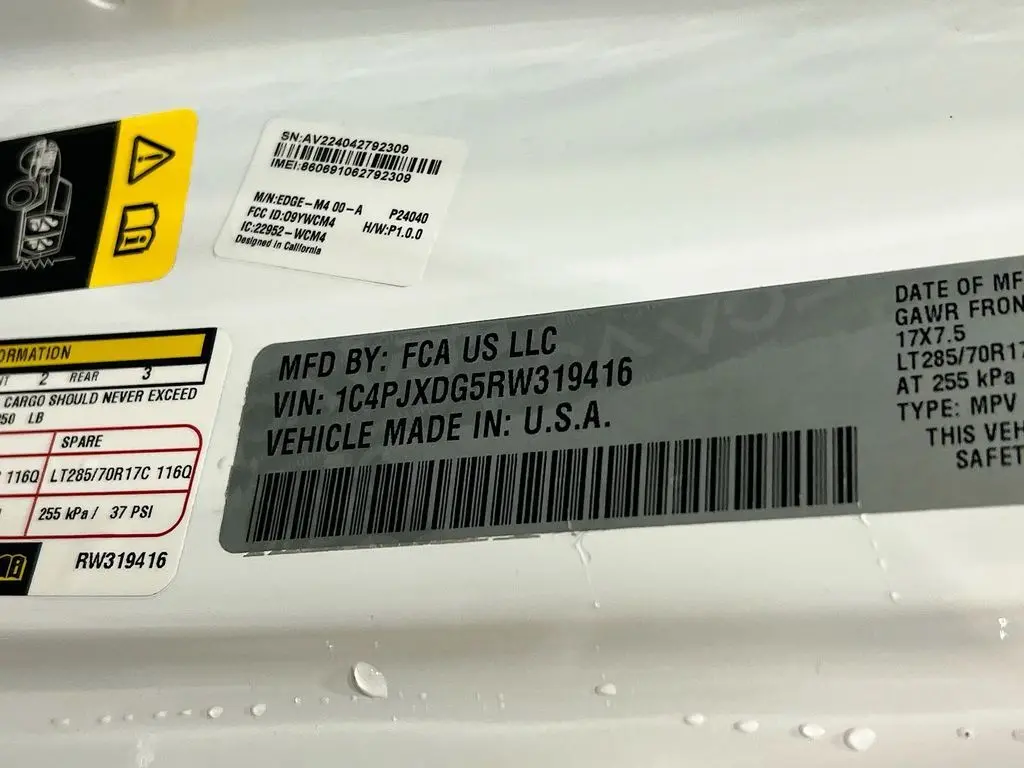 SN:AV224042792309
IMEI:860691062792309
M/N:EDGE-M4 00-A P24040
FCC ID:O9YWCM4 H/W:P1.0.0
IC:22952-WCM4
Designed in California
ORMATION
NT 2 REAR 3
CARGO SHOULD NEVER EXCEED
850 LB
SPARE
116Q LT285/70R17C 116Q
255 kPa / 37 PSI
RW319416
MFD BY: FCA US LLC
VIN: 1C4PJXDG5RW319416
VEHICLE MADE IN: U.S.A.
DATE OF MF
GAWR FRON
17X7.5
LT285/70R17
AT 255 kPa
TYPE: MPV
THIS VEH
SAFET